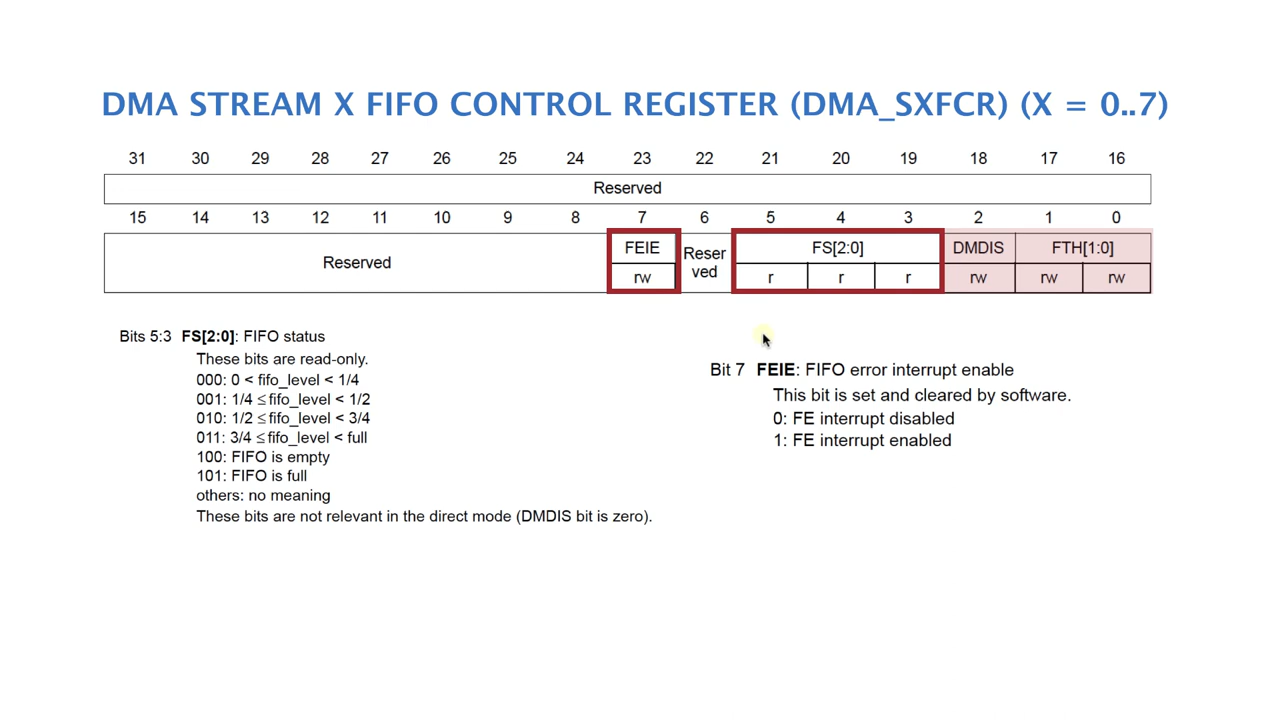 DMA STREAM X FIFO CONTROL REGISTER (DMA_SXFCR) (X = 0..7)
31 30 29 28 27 26 25 24 23 22 21 20 19 18 17 16
Reserved
15 14 13 12 11 10 9 8 7 6 5 4 3 2 1 0
Reserved FEIE Reser ved FS[2:0] DMDIS FTH[1:0]
rw r r r rw rw rw
Bits 5:3 FS[2:0]: FIFO status
These bits are read-only.
000: 0 < fifo_level < 1/4
001: 1/4 ≤ fifo_level < 1/2
010: 1/2 ≤ fifo_level < 3/4
011: 3/4 ≤ fifo_level < full
100: FIFO is empty
101: FIFO is full
others: no meaning
These bits are not relevant in the direct mode (DMDIS bit is zero).
Bit 7 FEIE: FIFO error interrupt enable
This bit is set and cleared by software.
0: FE interrupt disabled
1: FE interrupt enabled